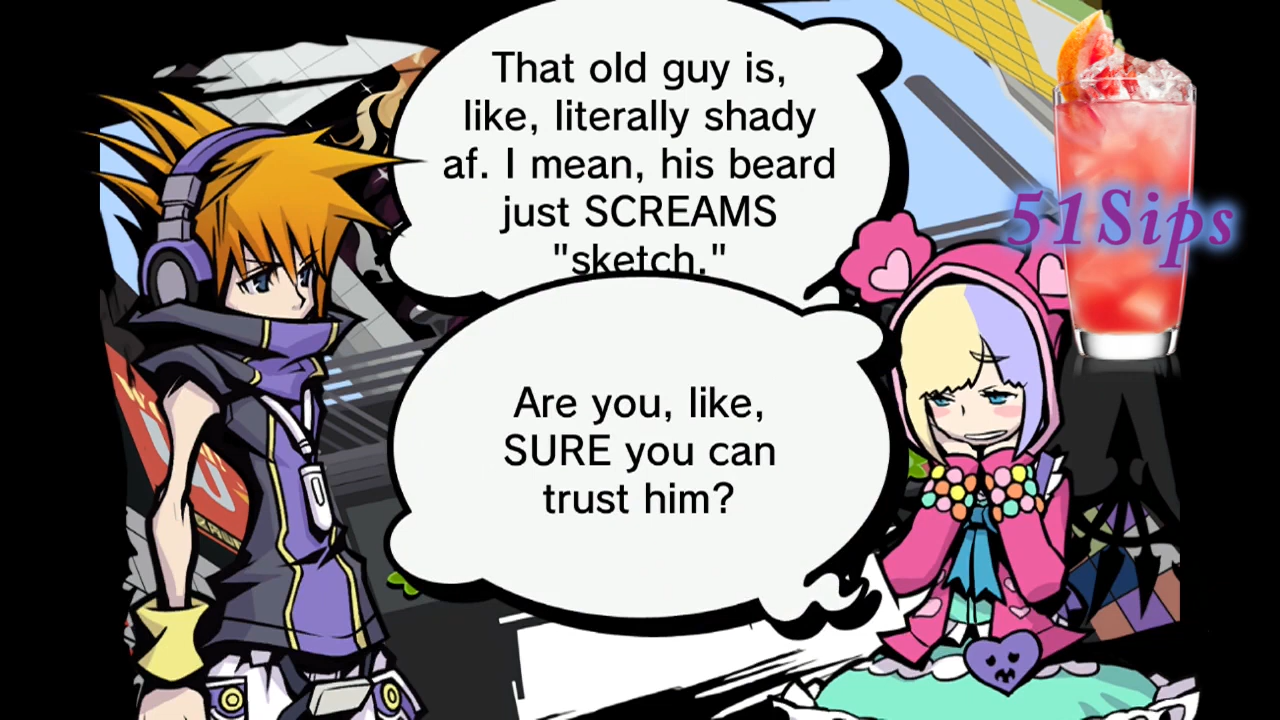 That old guy is,
like, literally shady
af. I mean, his beard
just SCREAMS
"sketch."
51Sips
Are you, like,
SURE you can
trust him?